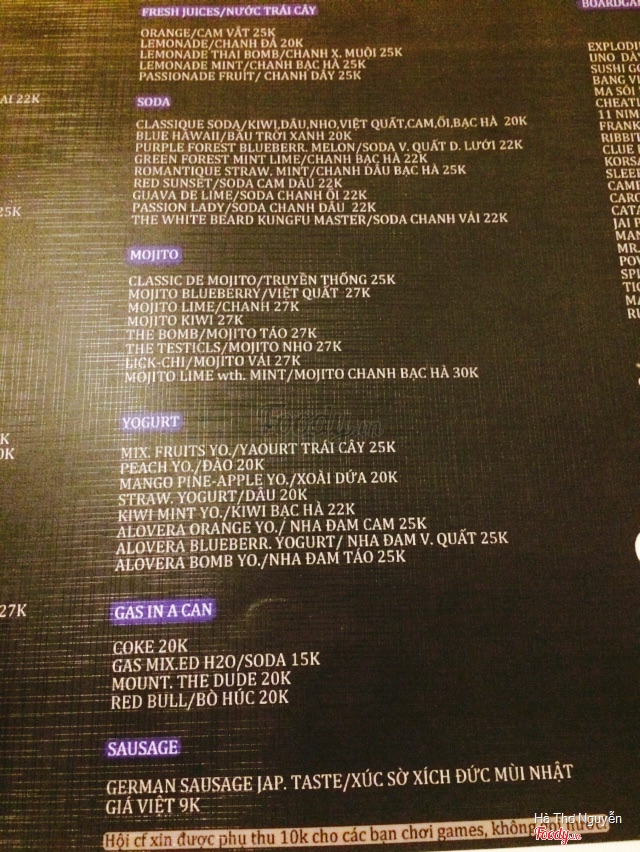 FRESH JUICES/NƯỚC TRÁI CÂY
ORANGE/CAM VẮT 25K
LEMONADE/CHANH ĐÁ 20K
LEMONADE THAI BOMB/CHANH X. MUỘI 25K
LEMONADE MINT/CHANH BẠC HÀ 25K
PASSIONADE FRUIT/ CHANH DÂY 25K
SODA
CLASSIQUE SODA/KIWI,DÂU,NHO,VIỆT QUẤT,CAM,ỔI,BẠC HÀ 20K
BLUE HAWAII/BẦU TRỜI XANH 20K
PURPLE FOREST BLUEBERR. MELON/SODA V. QUẤT D. LƯỚI 22K
GREEN FOREST MINT LIME/CHANH BẠC HÀ 22K
ROMANTIQUE STRAW. MINT/CHANH DÂU BẠC HÀ 25K
RED SUNSET/SODA CAM DÂU 22K
GUAVA DE LIME/SODA CHANH ỔI 22K
PASSION LADY/SODA CHANH DÂU 22K
THE WHITE BEARD KUNGFU MASTER/SODA CHANH VẢI 22K
MOJITO
CLASSIC DE MOJITO/TRUYỀN THỐNG 25K
MOJITO BLUEBERRY/VIỆT QUẤT 27K
MOJITO LIME/CHANH 27K
MOJITO KIWI 27K
THE BOMB/MOJITO TÁO 27K
THE TESTICLS/MOJITO NHO 27K
LICK-CHI/MOJITO VẢI 27K
MOJITO LIME wth. MINT/MOJITO CHANH BẠC HÀ 30K
YOGURT
MIX. FRUITS YO./YAOURT TRÁI CÂY 25K
PEACH YO./ĐÀO 20K
MANGO PINE-APPLE YO./XOÀI DỨA 20K
STRAW. YOGURT/DÂU 20K
KIWI MINT YO./KIWI BẠC HÀ 22K
ALOVERA ORANGE YO./ NHA ĐAM CAM 25K
ALOVERA BLUEBERR. YOGURT/ NHA ĐAM V. QUẤT 25K
ALOVERA BOMB YO./NHA ĐAM TÁO 25K
GAS IN A CAN
COKE 20K
GAS MIX.ED H2O/SODA 15K
MOUNT. THE DUDE 20K
RED BULL/BÒ HÚC 20K
SAUSAGE
GERMAN SAUSAGE JAP. TASTE/XÚC SỜ XÍCH ĐỨC MÙI NHẬT
GIÁ VIỆT 9K
Hội cf xin được phụ thu 10k cho các bạn chơi games, không
Hà Thơ Nguyễn
Foody.vn
22K
25K
27K
UNO